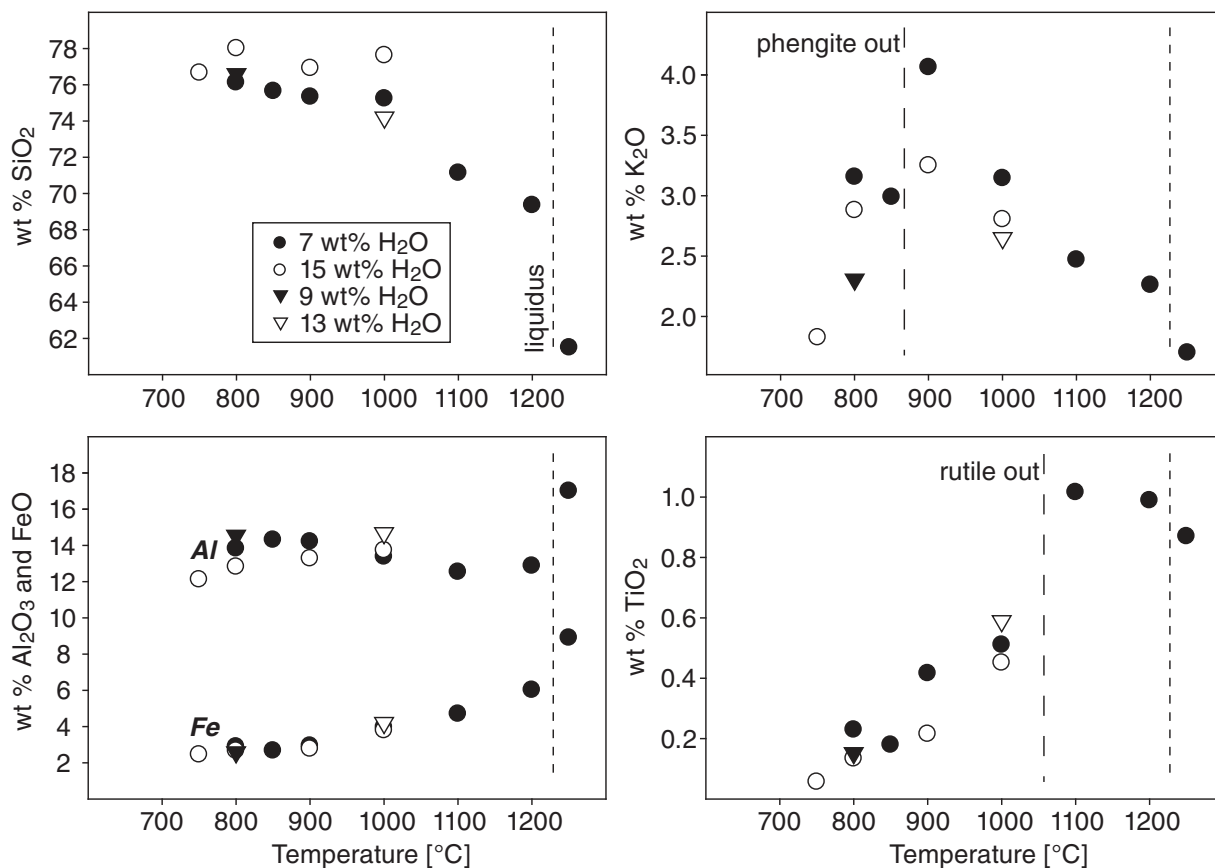 wt % SiO₂
78
76
74
72
70
68
66
64
62
7 wt% H₂O
15 wt% H₂O
9 wt% H₂O
13 wt% H₂O
liquidus
700 800 900 1000 1100 1200
wt % K₂O
4.0
3.5
3.0
2.5
2.0
phengite out
700 800 900 1000 1100 1200
wt % Al₂O₃ and FeO
18
16
14
12
10
8
6
4
2
Al
Fe
700 800 900 1000 1100 1200
Temperature [°C]
wt % TiO₂
1.0
0.8
0.6
0.4
0.2
rutile out
700 800 900 1000 1100 1200
Temperature [°C]